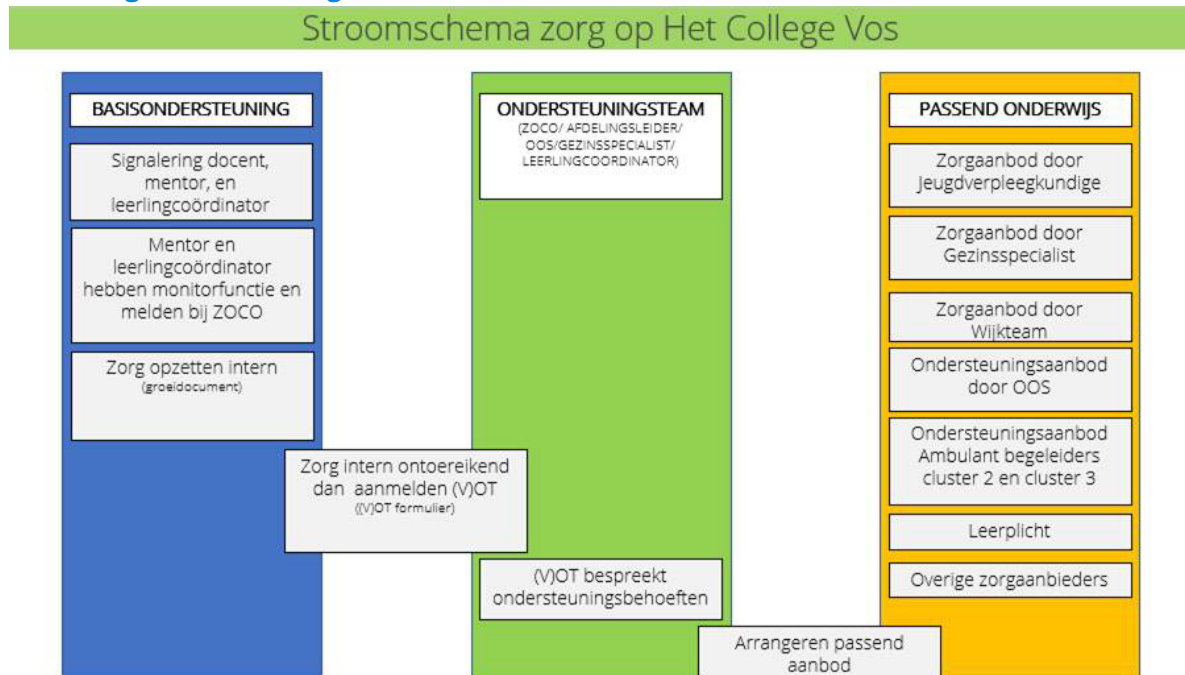 Stroomschema zorg op Het College Vos
BASISONDERSTEUNING
Signalering docent,
mentor, en
leerlingcoördinator
Mentor en
leerlingcoördinator
hebben monitorfunctie en
melden bij ZOCO
Zorg opzetten intern
(groeidocument)
Zorg intern ontoereikend
dan aanmelden (V)OT
((V)OT formulier)
ONDERSTEUNINGSTEAM
(ZOCO/ AFDELINGSLEIDER/
OOS/GEZINSSPECIALIST/
LEERLINGCOORDINATOR)
(V)OT bespreekt
ondersteuningsbehoeften
Arrangeren passend
aanbod
PASSEND ONDERWIJS
Zorgaanbod door
Jeugdverpleegkundige
Zorgaanbod door
Gezinsspecialist
Zorgaanbod door
Wijkteam
Ondersteuningsaanbod
door OOS
Ondersteuningsaanbod
Ambulant begeleiders
cluster 2 en cluster 3
Leerplicht
Overige zorgaanbieders